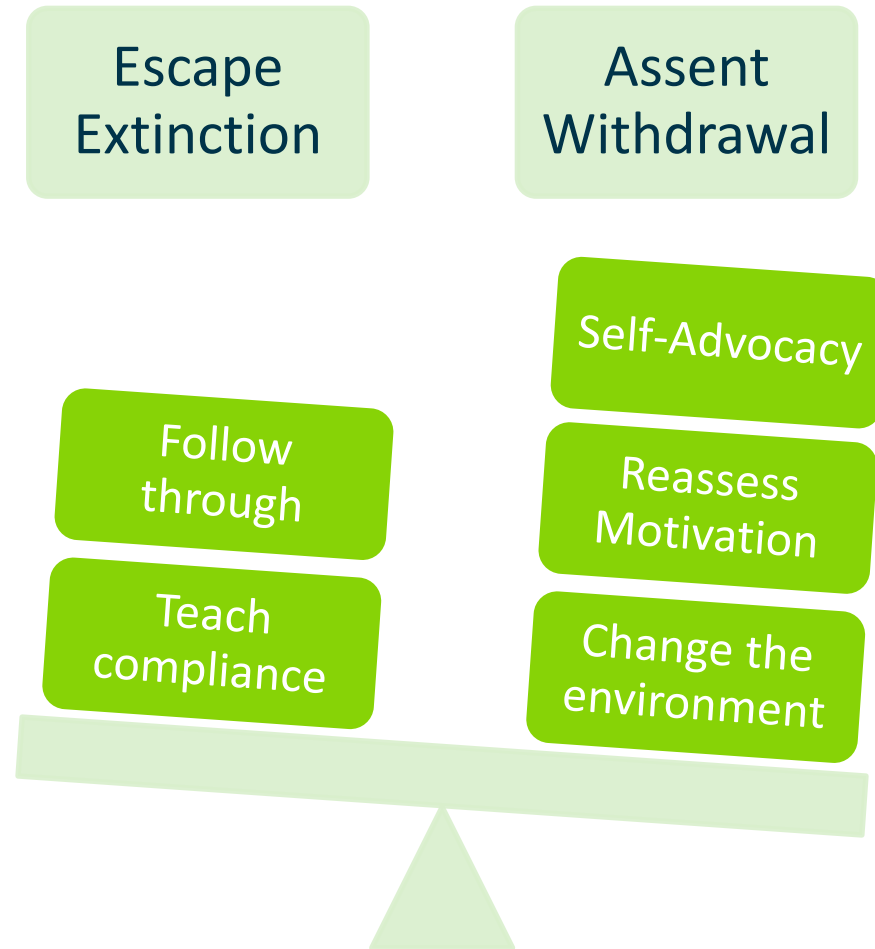 Escape
Extinction
Assent
Withdrawal
Follow
through
Teach
compliance
Self-Advocacy
Reassess
Motivation
Change the
environment